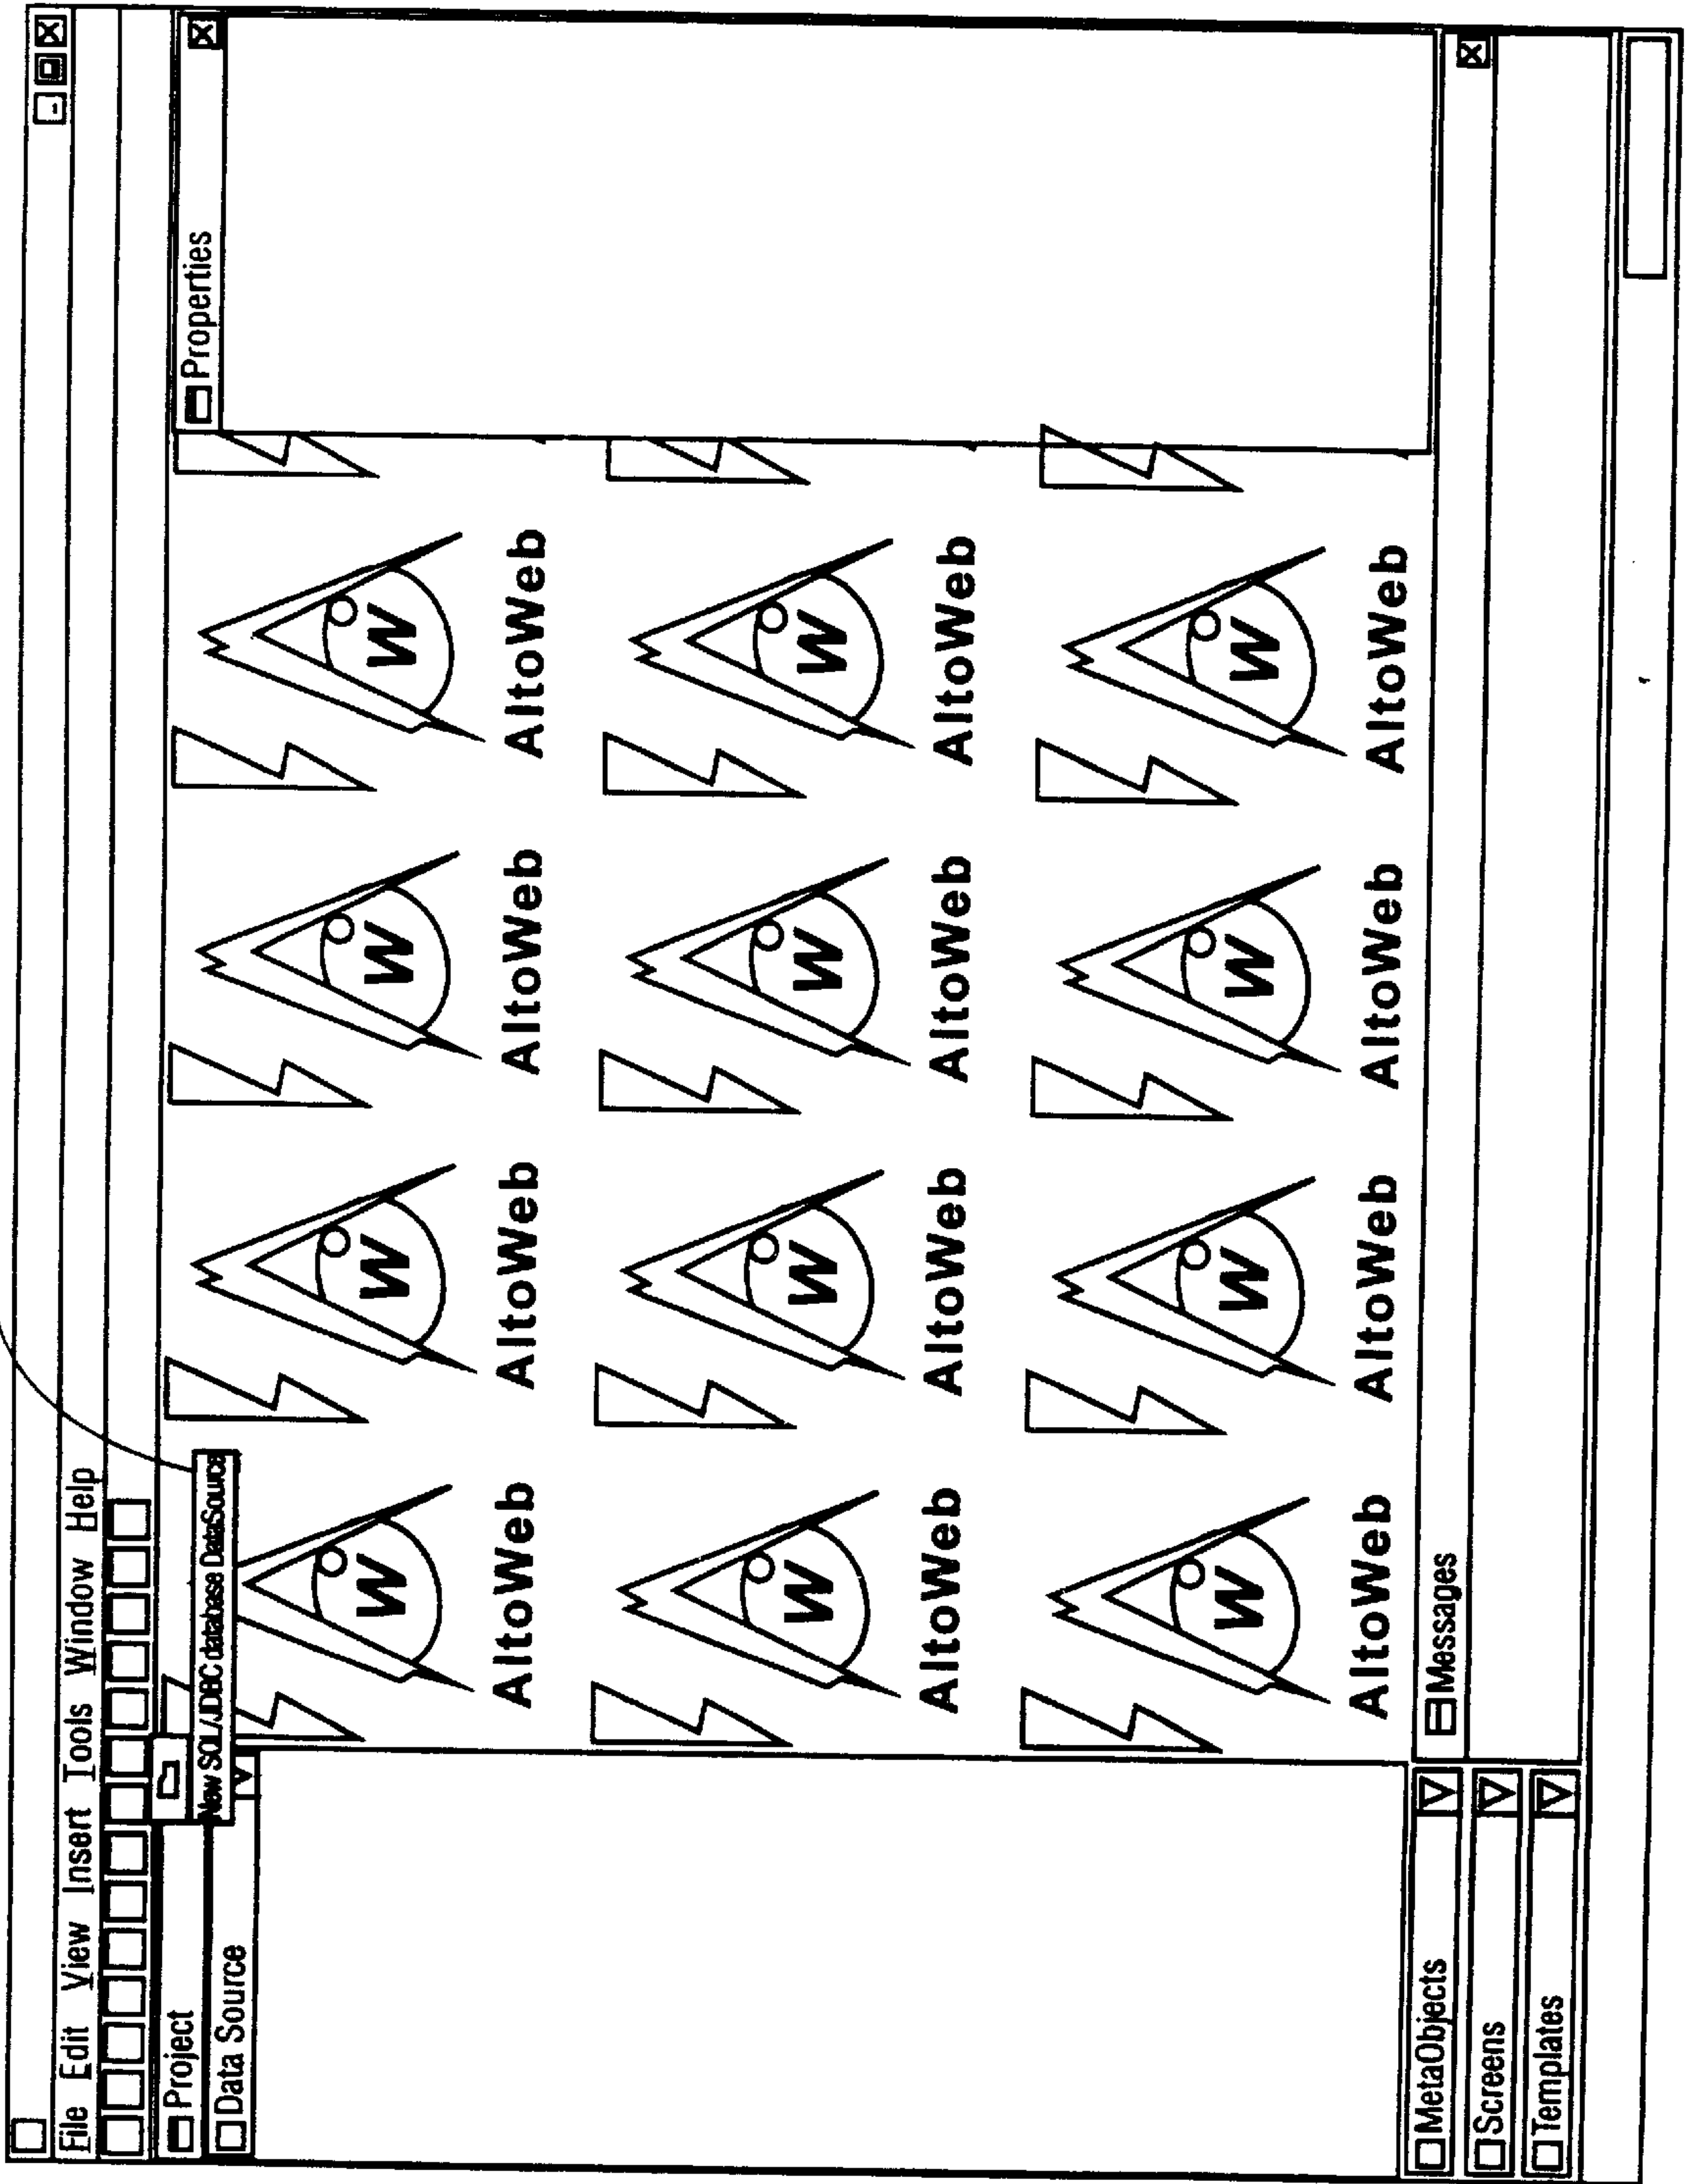 File Edit View Insert Tools Window Help
Project
New SQL/JDBC database DataSource
Data Source
Properties
W W W W
AltoWeb AltoWeb AltoWeb AltoWeb
W W W W
AltoWeb AltoWeb AltoWeb AltoWeb
W W W W
AltoWeb AltoWeb AltoWeb AltoWeb
MetaObjects
Screens
Templates
Messages